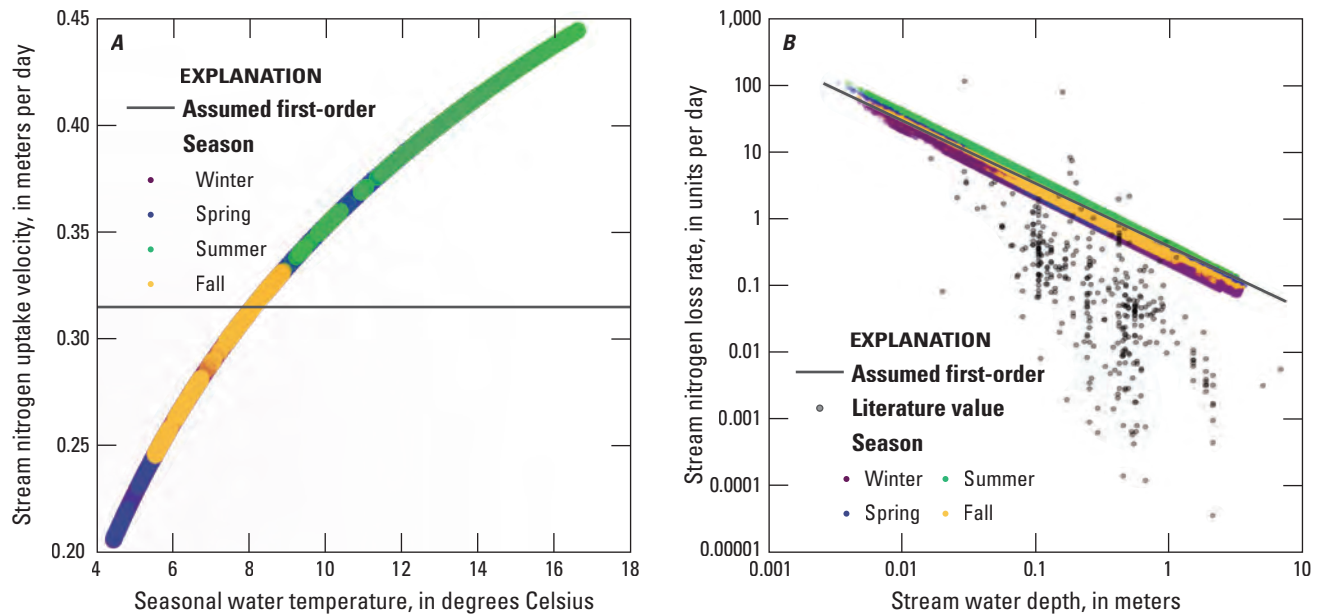 A
Stream nitrogen uptake velocity, in meters per day
0.45
0.40
0.35
0.30
0.25
0.20
EXPLANATION
Assumed first-order
Season
Winter
Spring
Summer
Fall
4 6 8 10 12 14 16 18
Seasonal water temperature, in degrees Celsius
B
Stream nitrogen loss rate, in units per day
1,000
100
10
1
0.1
0.01
0.001
0.0001
0.00001
EXPLANATION
Assumed first-order
Literature value
Season
Winter Summer
Spring Fall
0.001 0.01 0.1 1 10
Stream water depth, in meters